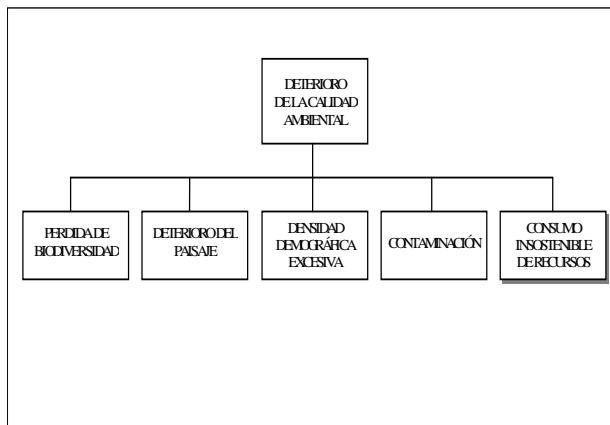 DETERIORO
DE LA CALIDAD
AMBIENTAL
PERDIDA DE
BIODIVERSIDAD
DETERIORO DEL
PAISAJE
DENSIDAD
DEMOGRÁFICA
EXCESIVA
CONTAMINACIÓN
CONSUMO
INSOSTENIBLE
DE RECURSOS